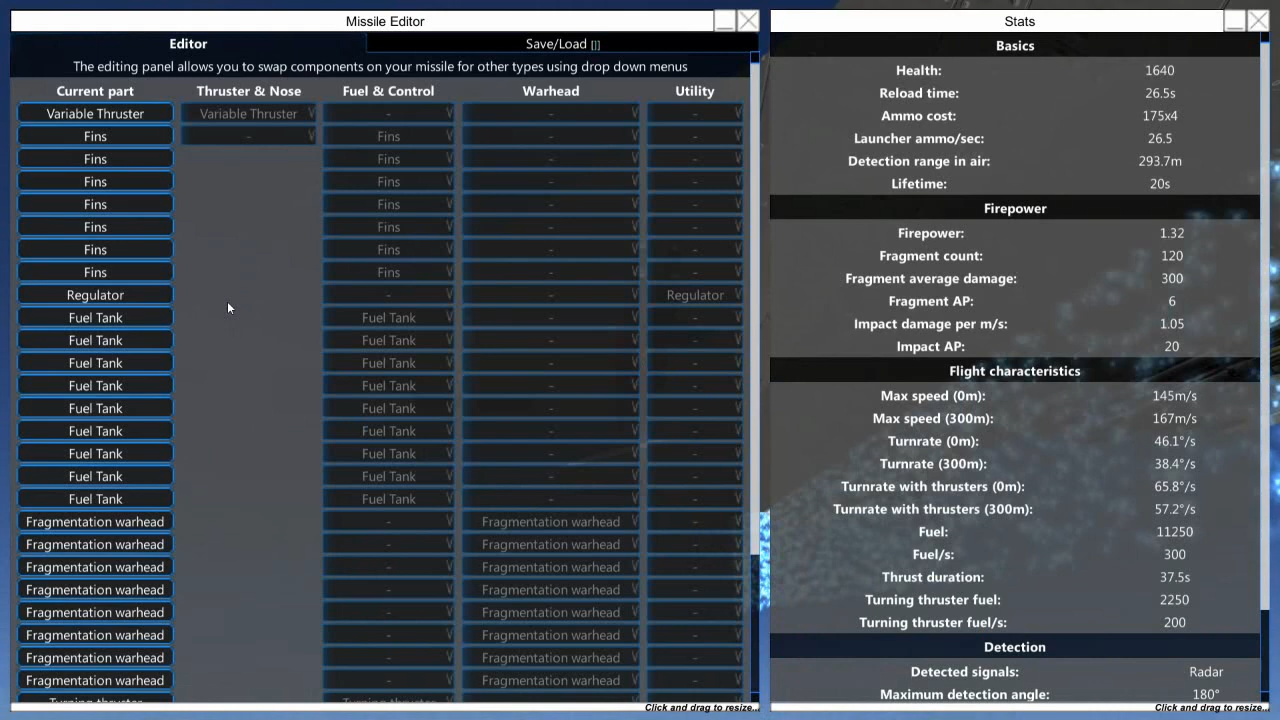 Missile Editor
Editor
Save/Load []]
The editing panel allows you to swap components on your missile for other types using drop down menus
Current part Thruster & Nose Fuel & Control Warhead Utility
Variable Thruster Variable Thruster V - V - V - V
Fins - V Fins V - V - V
Fins Fins V - V - V
Fins Fins V - V - V
Fins Fins V - V - V
Fins Fins V - V - V
Fins Fins V - V - V
Fins Fins V - V - V
Regulator - V - V Regulator V
Fuel Tank Fuel Tank V - V - V
Fuel Tank Fuel Tank V - V - V
Fuel Tank Fuel Tank V - V - V
Fuel Tank Fuel Tank V - V - V
Fuel Tank Fuel Tank V - V - V
Fuel Tank Fuel Tank V - V - V
Fuel Tank Fuel Tank V - V - V
Fuel Tank Fuel Tank V - V - V
Fuel Tank Fuel Tank V - V - V
Fragmentation warhead - V Fragmentation warhead V - V
Fragmentation warhead - V Fragmentation warhead V - V
Fragmentation warhead - V Fragmentation warhead V - V
Fragmentation warhead - V Fragmentation warhead V - V
Fragmentation warhead - V Fragmentation warhead V - V
Fragmentation warhead - V Fragmentation warhead V - V
Fragmentation warhead - V Fragmentation warhead V - V
Fragmentation warhead - V Fragmentation warhead V - V
Turning thruster Turning thruster
Click and drag to resize...
Stats
Basics
Health: 1640
Reload time: 26.5s
Ammo cost: 175x4
Launcher ammo/sec: 26.5
Detection range in air: 293.7m
Lifetime: 20s
Firepower
Firepower: 1.32
Fragment count: 120
Fragment average damage: 300
Fragment AP: 6
Impact damage per m/s: 1.05
Impact AP: 20
Flight characteristics
Max speed (0m): 145m/s
Max speed (300m): 167m/s
Turnrate (0m): 46.1°/s
Turnrate (300m): 38.4°/s
Turnrate with thrusters (0m): 65.8°/s
Turnrate with thrusters (300m): 57.2°/s
Fuel: 11250
Fuel/s: 300
Thrust duration: 37.5s
Turning thruster fuel: 2250
Turning thruster fuel/s: 200
Detection
Detected signals: Radar
Maximum detection angle: 180°
Click and drag to resize...